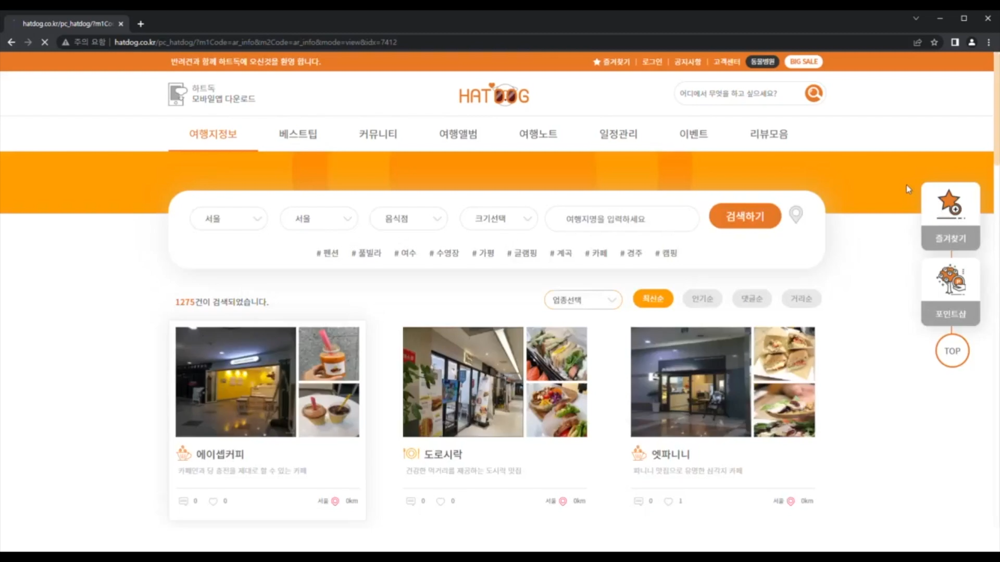 hatdog.co.kr/pc_hatdog/?m1Co
주의 요함 | hatdog.co.kr/pc_hatdog/?m1Code=ar_info&m2Code=ar_info&mode=view&idx=7412
반려견과 함께 하트독에 오신것을 환영 합니다.
즐겨찾기 | 로그인 | 공지사항 | 고객센터 동물병원 BIG SALE
하트독
모바일앱 다운로드
HATDOG
어디에서 무엇을 하고 싶으세요?
여행지정보 베스트팁 커뮤니티 여행앨범 여행노트 일정관리 이벤트 리뷰모음
서울 서울 음식점 크기선택 여행지명을 입력하세요 검색하기
# 펜션 # 풀빌라 # 여수 # 수영장 # 가평 # 글램핑 # 계곡 # 카페 # 경주 # 캠핑
즐겨찾기
포인트샵
TOP
1275건이 검색되었습니다.
업종선택 최신순 인기순 댓글순 거리순
에이셉커피
카페인과 당 충전을 제대로 할 수 있는 카페
0 0 서울 0km
도로시락
건강한 먹거리를 제공하는 도시락 맛집
0 0 서울 0km
엣파니니
파니니 맛집으로 유명한 삼각지 카페
0 1 서울 0km